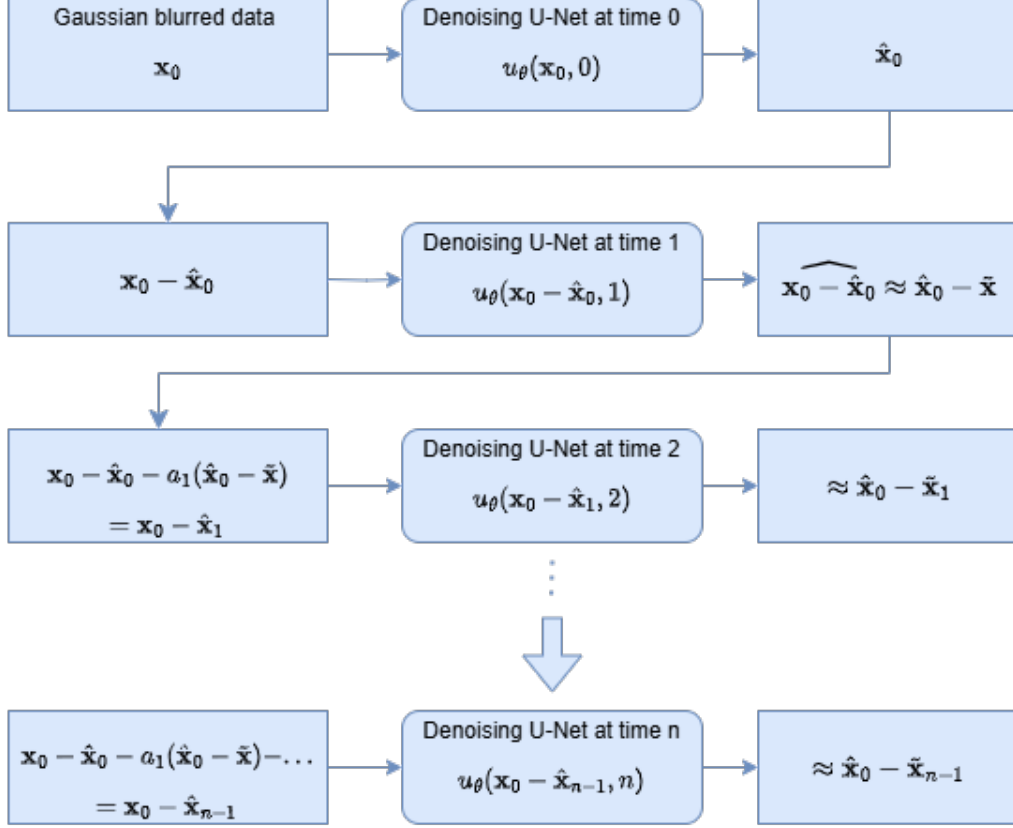 Gaussian blurred data
𝐱₀
Denoising U-Net at time 0
u_θ(𝐱₀, 0)
𝐱̂₀
𝐱₀ − 𝐱̂₀
Denoising U-Net at time 1
u_θ(𝐱₀ − 𝐱̂₀, 1)
\widehat{𝐱₀ − 𝐱̂₀} ≈ 𝐱̂₀ − 𝐱̃
𝐱₀ − 𝐱̂₀ − a₁(𝐱̂₀ − 𝐱̃)
= 𝐱₀ − 𝐱̂₁
Denoising U-Net at time 2
u_θ(𝐱₀ − 𝐱̂₁, 2)
≈ 𝐱̂₀ − 𝐱̃₁
⋮
𝐱₀ − 𝐱̂₀ − a₁(𝐱̂₀ − 𝐱̃)−…
= 𝐱₀ − 𝐱̂ₙ₋₁
Denoising U-Net at time n
u_θ(𝐱₀ − 𝐱̂ₙ₋₁, n)
≈ 𝐱̂₀ − 𝐱̃ₙ₋₁